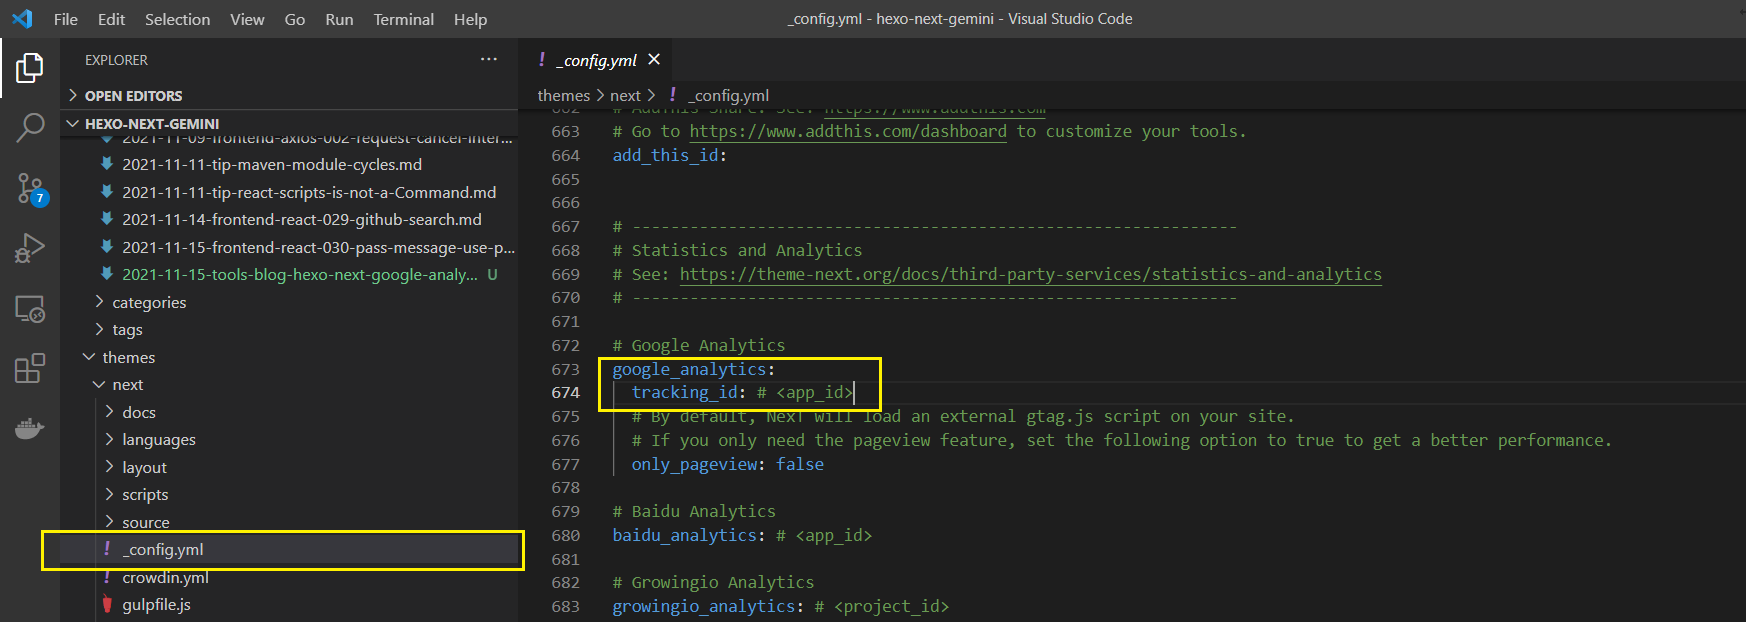 File Edit Selection View Go Run Terminal Help
_config.yml - hexo-next-gemini - Visual Studio Code
EXPLORER
OPEN EDITORS
HEXO-NEXT-GEMINI
2021-11-09-frontend-axios-002-request-cancel-inter...
2021-11-11-tip-maven-module-cycles.md
2021-11-11-tip-react-scripts-is-not-a-Command.md
7
2021-11-14-frontend-react-029-github-search.md
2021-11-15-frontend-react-030-pass-message-use-p...
2021-11-15-tools-blog-hexo-next-google-analy... U
categories
tags
themes
next
docs
languages
layout
scripts
source
! _config.yml
! crowdin.yml
gulpfile.js
! _config.yml
themes > next > ! _config.yml
662 # AddThis Share. See: https://www.addthis.com
663 # Go to https://www.addthis.com/dashboard to customize your tools.
664 add_this_id:
665
666
667 # ---------------------------------------------------------------
668 # Statistics and Analytics
669 # See: https://theme-next.org/docs/third-party-services/statistics-and-analytics
670 # ---------------------------------------------------------------
671
672 # Google Analytics
673 google_analytics:
674 tracking_id: # <app_id>
675 # By default, NexT will load an external gtag.js script on your site.
676 # If you only need the pageview feature, set the following option to true to get a better performance.
677 only_pageview: false
678
679 # Baidu Analytics
680 baidu_analytics: # <app_id>
681
682 # Growingio Analytics
683 growingio_analytics: # <project_id>